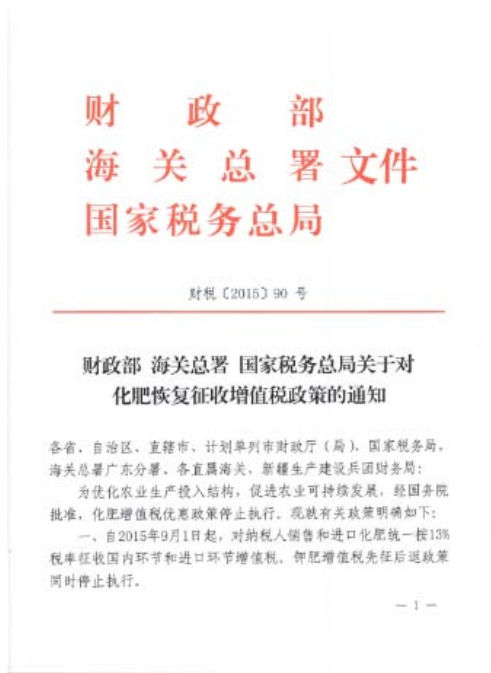 财政部
海关总署文件
国家税务总局
财税〔2015〕90 号
财政部 海关总署 国家税务总局关于对
化肥恢复征收增值税政策的通知
各省、自治区、直辖市、计划单列市财政厅（局）、国家税务局，
海关总署广东分署、各直属海关，新疆生产建设兵团财务局：
为优化农业生产投入结构，促进农业可持续发展，经国务院
批准，化肥增值税优惠政策停止执行。现就有关政策明确如下：
一、自2015年9月1日起，对纳税人销售和进口化肥统一按13%
税率征收国内环节和进口环节增值税。钾肥增值税先征后返政策
同时停止执行。
— 1 —